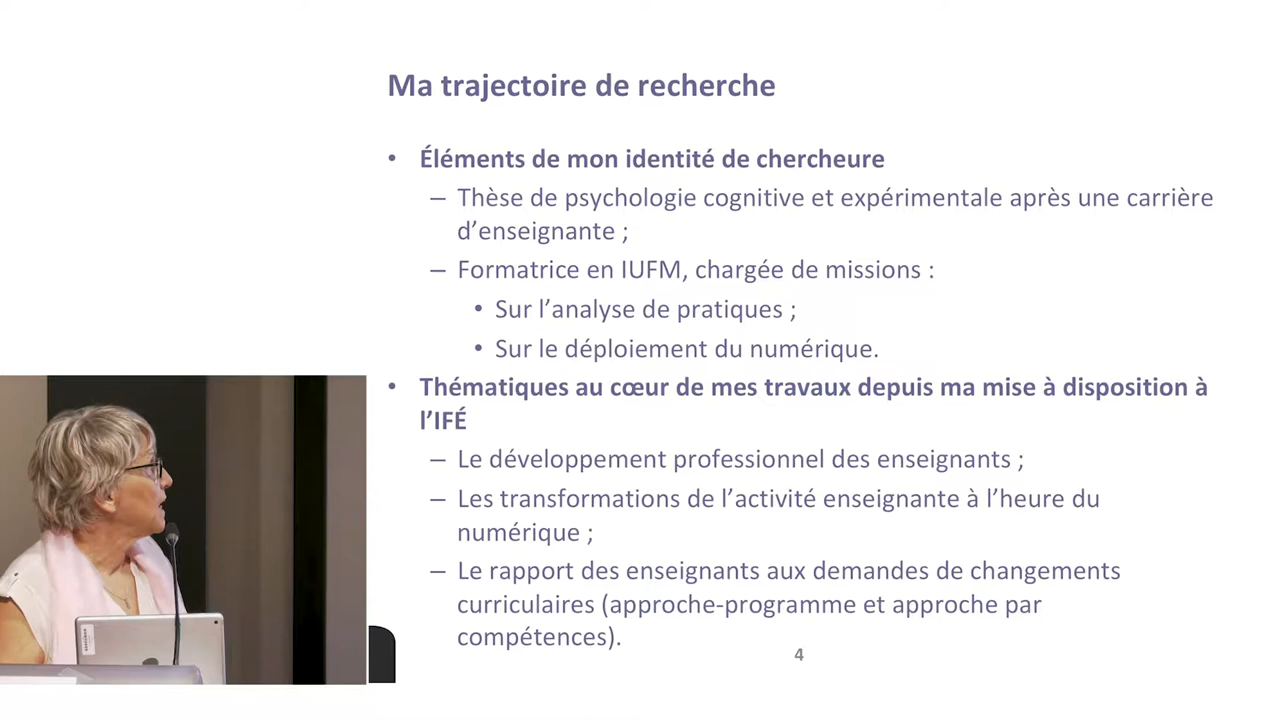 Ma trajectoire de recherche
• Éléments de mon identité de chercheure
– Thèse de psychologie cognitive et expérimentale après une carrière
d’enseignante ;
– Formatrice en IUFM, chargée de missions :
• Sur l’analyse de pratiques ;
• Sur le déploiement du numérique.
• Thématiques au cœur de mes travaux depuis ma mise à disposition à
l’IFÉ
– Le développement professionnel des enseignants ;
– Les transformations de l’activité enseignante à l’heure du
numérique ;
– Le rapport des enseignants aux demandes de changements
curriculaires (approche-programme et approche par
compétences).
4